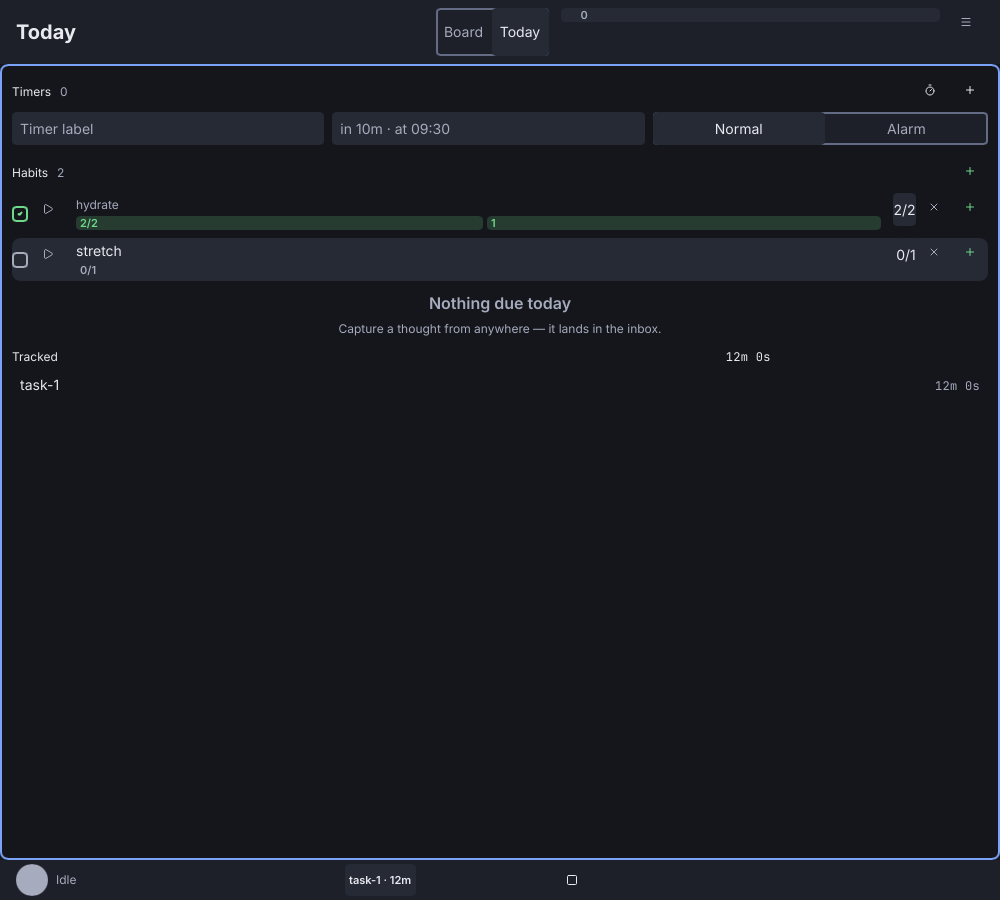 Today
Board Today
0
Timers 0
Timer label in 10m · at 09:30 Normal Alarm
Habits 2
hydrate
2/2 1 2/2
stretch
0/1 0/1
Nothing due today
Capture a thought from anywhere — it lands in the inbox.
Tracked 12m 0s
task-1 12m 0s
Idle task-1 · 12m